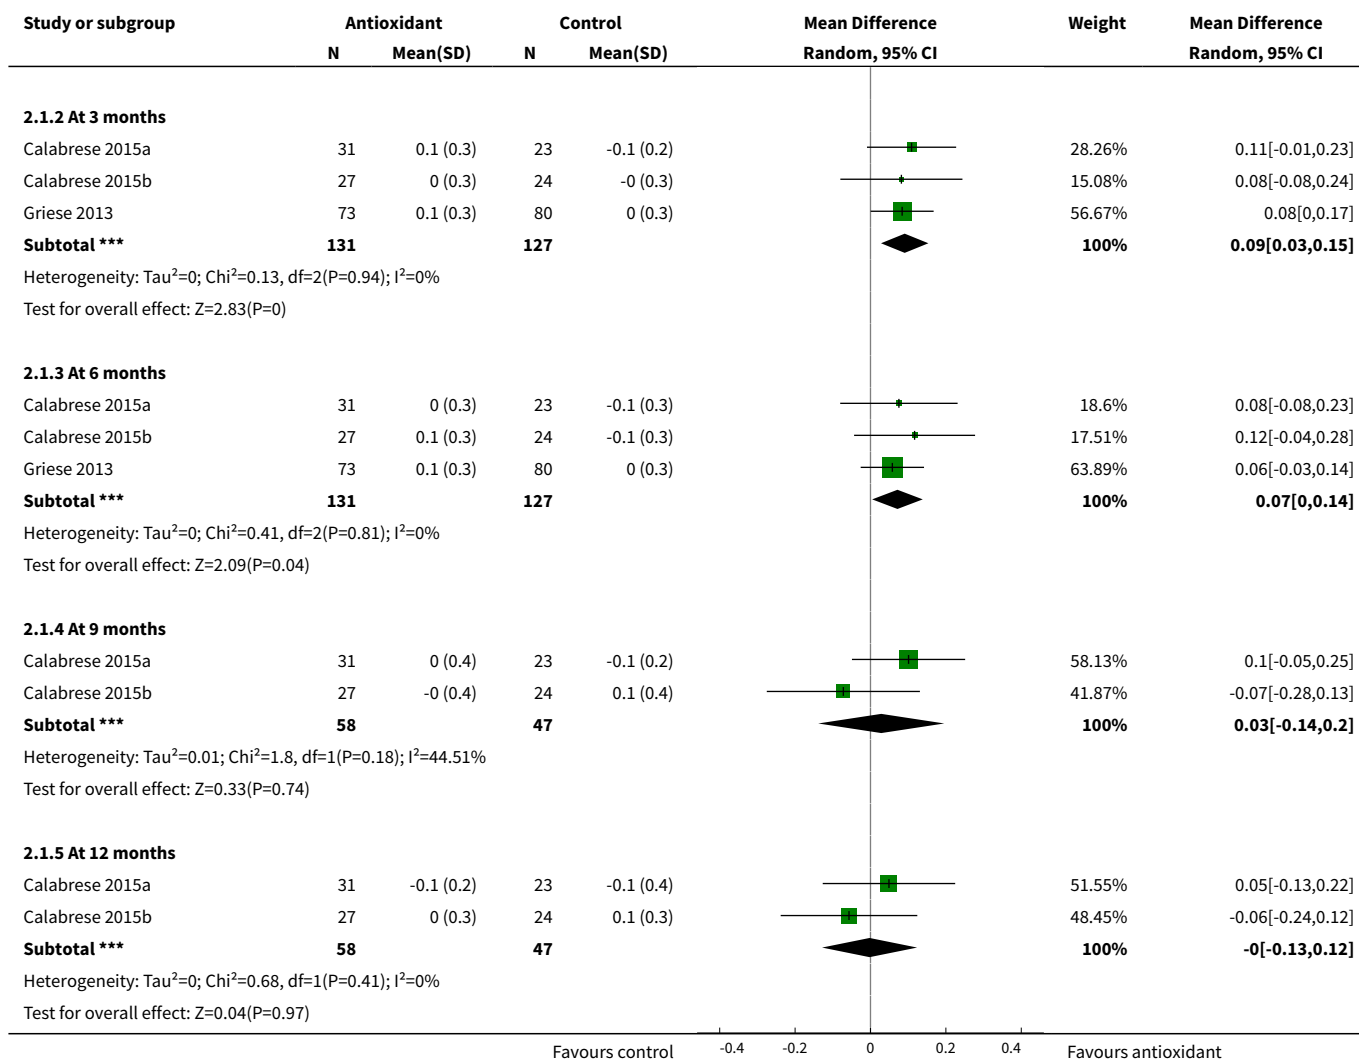 Study or subgroup Antioxidant Control Mean Difference Weight Mean Difference
N Mean(SD) N Mean(SD) Random, 95% CI Random, 95% CI
2.1.2 At 3 months
Calabrese 2015a 31 0.1 (0.3) 23 -0.1 (0.2) 28.26% 0.11[-0.01,0.23]
Calabrese 2015b 27 0 (0.3) 24 -0 (0.3) 15.08% 0.08[-0.08,0.24]
Griese 2013 73 0.1 (0.3) 80 0 (0.3) 56.67% 0.08[0,0.17]
Subtotal *** 131 127 100% 0.09[0.03,0.15]
Heterogeneity: Tau²=0; Chi²=0.13, df=2(P=0.94); I²=0%
Test for overall effect: Z=2.83(P=0)
2.1.3 At 6 months
Calabrese 2015a 31 0 (0.3) 23 -0.1 (0.3) 18.6% 0.08[-0.08,0.23]
Calabrese 2015b 27 0.1 (0.3) 24 -0.1 (0.3) 17.51% 0.12[-0.04,0.28]
Griese 2013 73 0.1 (0.3) 80 0 (0.3) 63.89% 0.06[-0.03,0.14]
Subtotal *** 131 127 100% 0.07[0,0.14]
Heterogeneity: Tau²=0; Chi²=0.41, df=2(P=0.81); I²=0%
Test for overall effect: Z=2.09(P=0.04)
2.1.4 At 9 months
Calabrese 2015a 31 0 (0.4) 23 -0.1 (0.2) 58.13% 0.1[-0.05,0.25]
Calabrese 2015b 27 -0 (0.4) 24 0.1 (0.4) 41.87% -0.07[-0.28,0.13]
Subtotal *** 58 47 100% 0.03[-0.14,0.2]
Heterogeneity: Tau²=0.01; Chi²=1.8, df=1(P=0.18); I²=44.51%
Test for overall effect: Z=0.33(P=0.74)
2.1.5 At 12 months
Calabrese 2015a 31 -0.1 (0.2) 23 -0.1 (0.4) 51.55% 0.05[-0.13,0.22]
Calabrese 2015b 27 0 (0.3) 24 0.1 (0.3) 48.45% -0.06[-0.24,0.12]
Subtotal *** 58 47 100% -0[-0.13,0.12]
Heterogeneity: Tau²=0; Chi²=0.68, df=1(P=0.41); I²=0%
Test for overall effect: Z=0.04(P=0.97)
Favours control -0.4 -0.2 0 0.2 0.4 Favours antioxidant